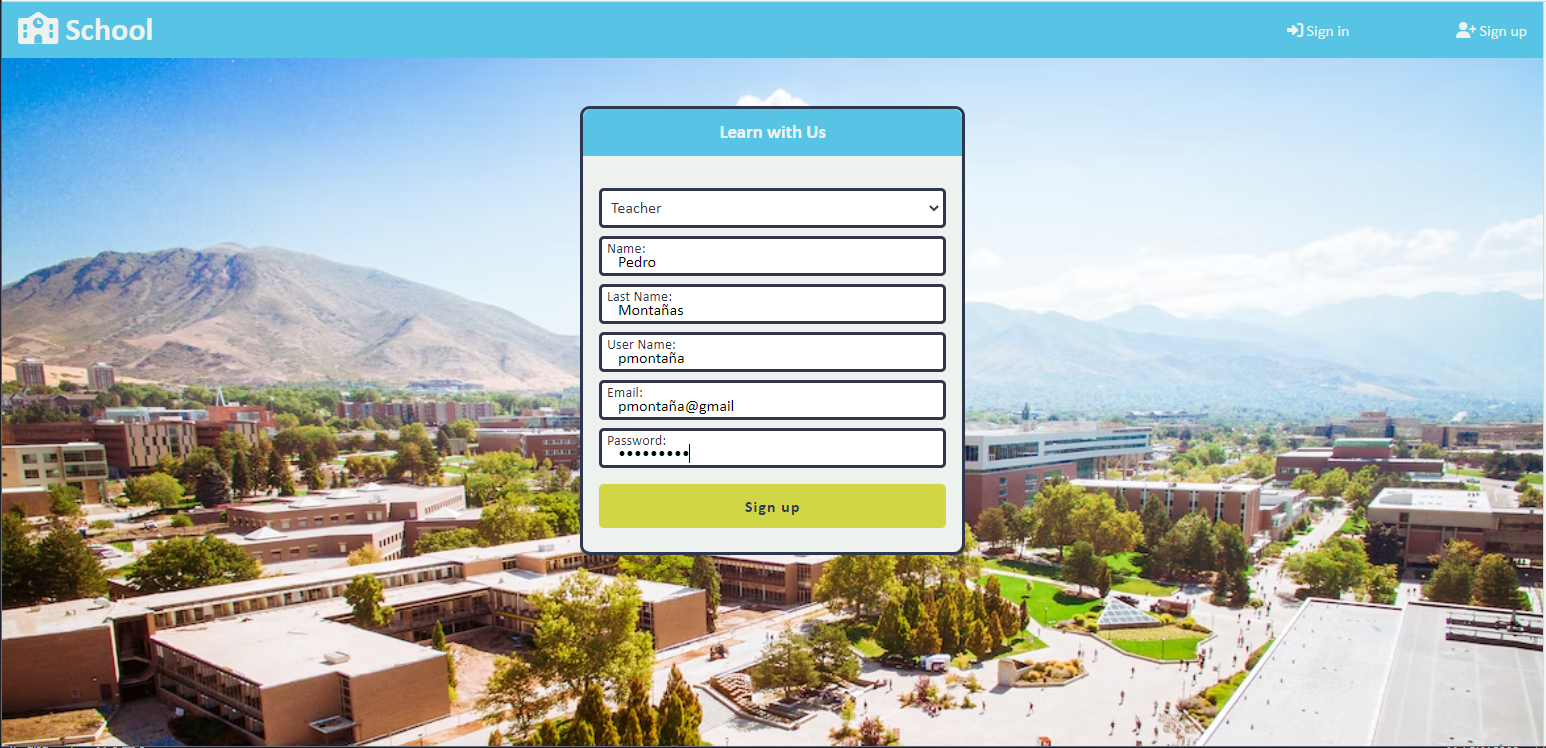 School
Sign in
Sign up
Learn with Us
Teacher
Name:
Pedro
Last Name:
Montañas
User Name:
pmontaña
Email:
pmontaña@gmail
Password:
•••••••••
Sign up